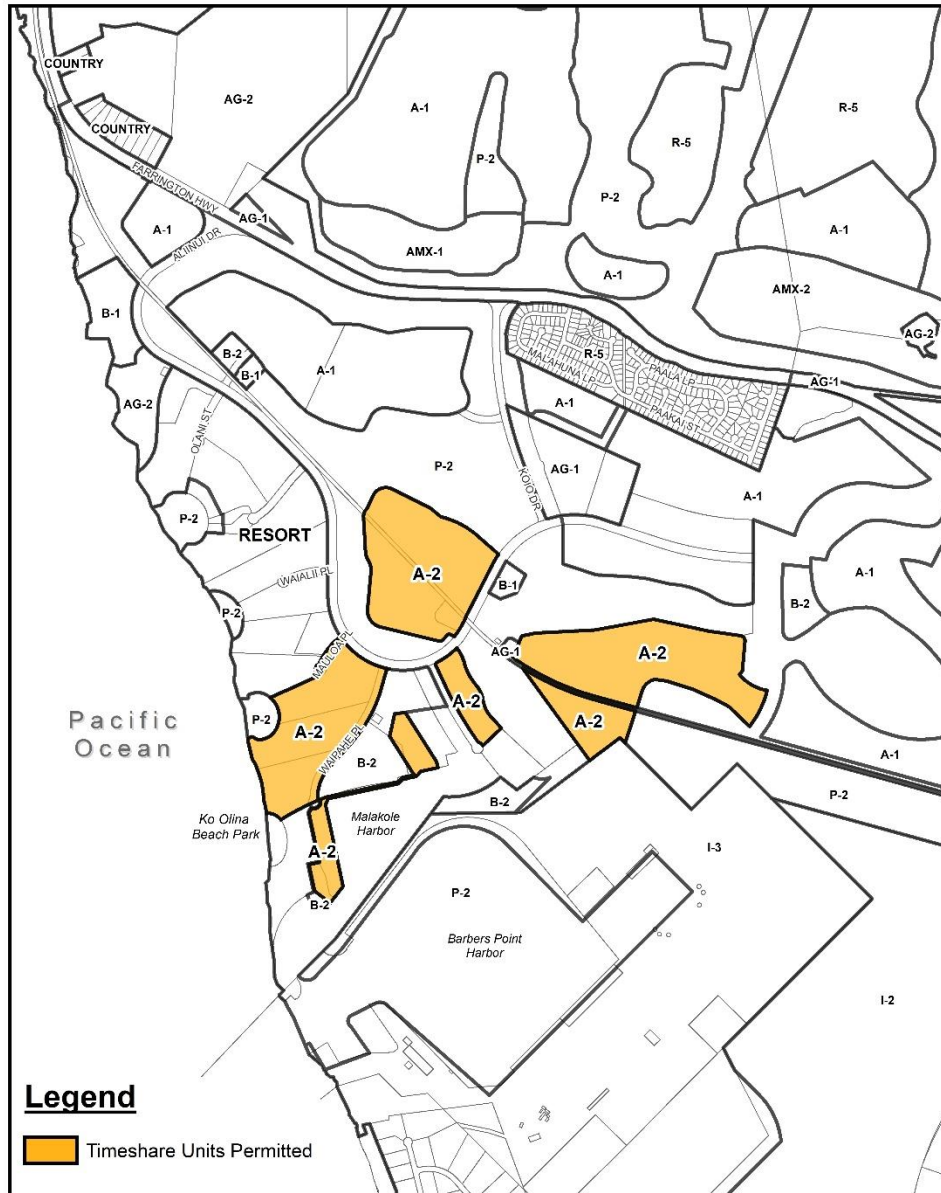 COUNTRY
AG-2
A-1
R-5
R-5
COUNTRY
P-2
FARRINGTON HWY
P-2
AG-1
A-1
A-1
ALIINUI DR
AMX-1
A-1
AMX-2
B-1
AG-2
B-2
R-5
PAALA LP
B-1
A-1
MALAHUNA LP
AG-1
AG-2
A-1
PAAKAI ST
OLANI ST
P-2
AG-1
KOIO DR
A-1
P-2
RESORT
A-2
A-1
WAIALII PL
B-1
B-2
P-2
MAULOA PL
AG-1
A-2
A-2
P-2
A-2
A-2
Pacific
Ocean
WAIPAHE PL
B-2
A-1
P-2
B-2
Ko Olina
Beach Park
Malakole
Harbor
I-3
A-2
P-2
B-2
Barbers Point
Harbor
I-2
Legend
Timeshare Units Permitted